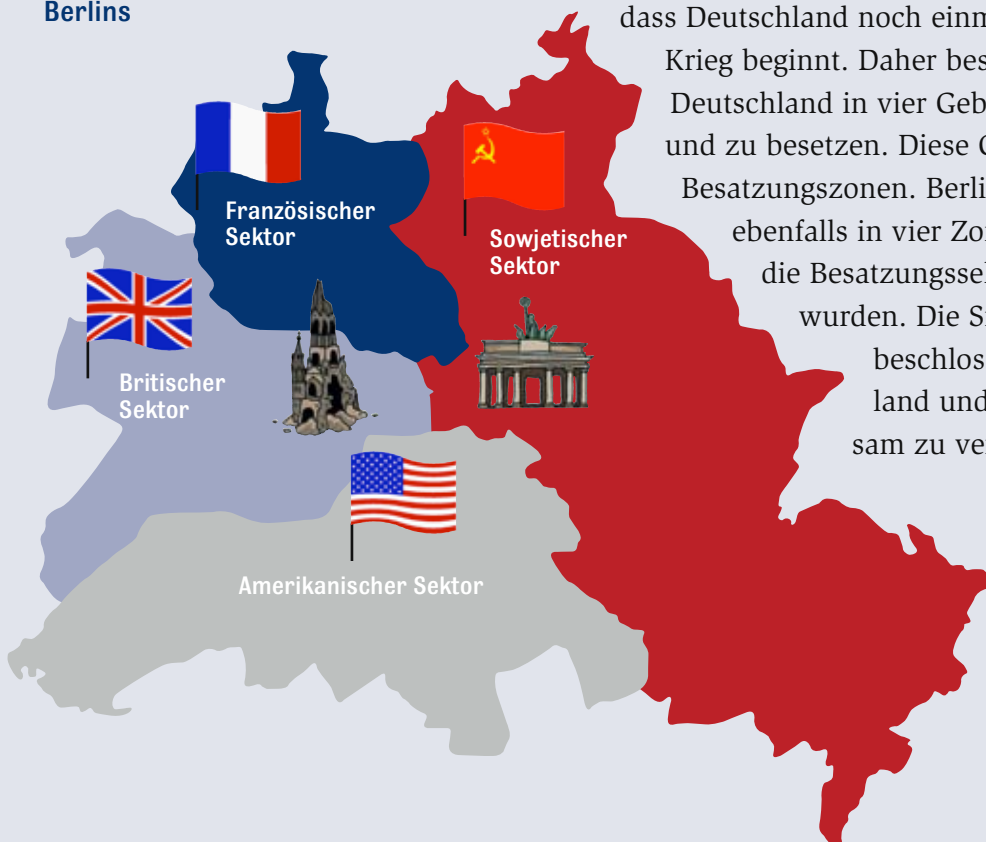 Berlins
dass Deutschland noch einm
Krieg beginnt. Daher bes
Deutschland in vier Geb
und zu besetzen. Diese
Besatzungszonen. Berli
ebenfalls in vier Zo
die Besatzungsse
wurden. Die S
beschlos
land und
sam zu ve
Französischer
Sektor
Sowjetischer
Sektor
Britischer
Sektor
Amerikanischer Sektor